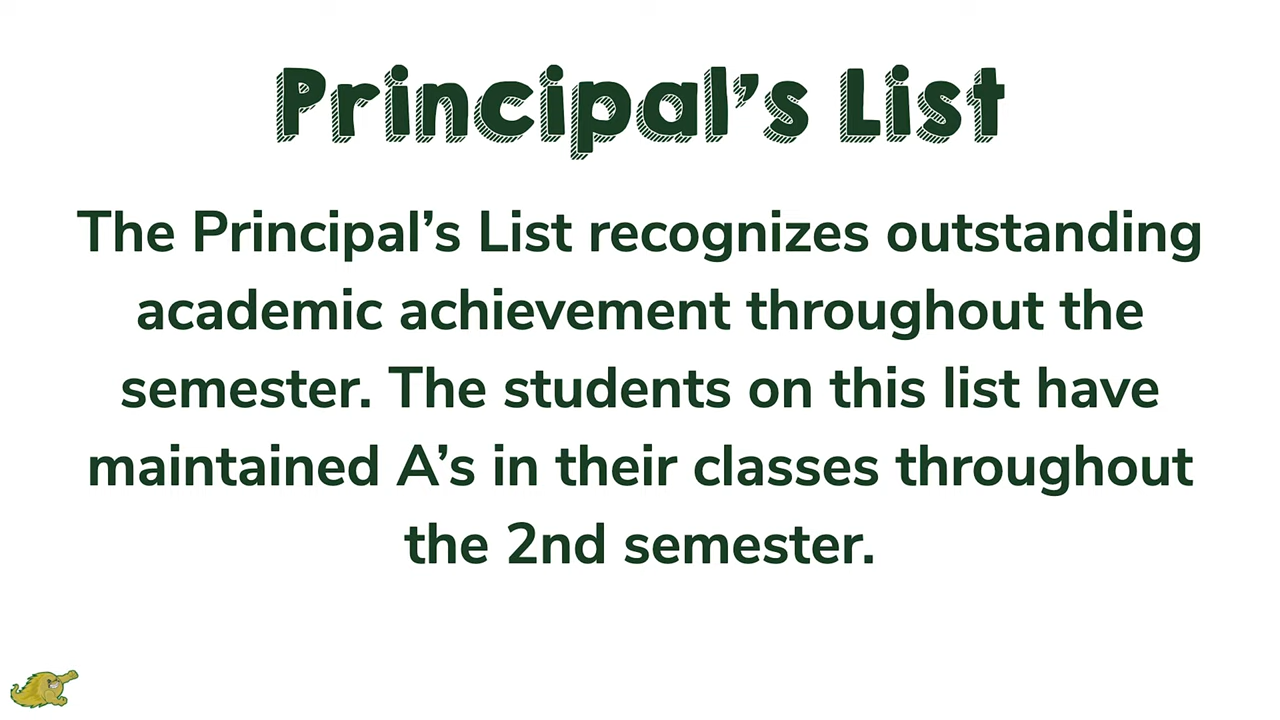 Principal’s List
The Principal’s List recognizes outstanding
academic achievement throughout the
semester. The students on this list have
maintained A’s in their classes throughout
the 2nd semester.